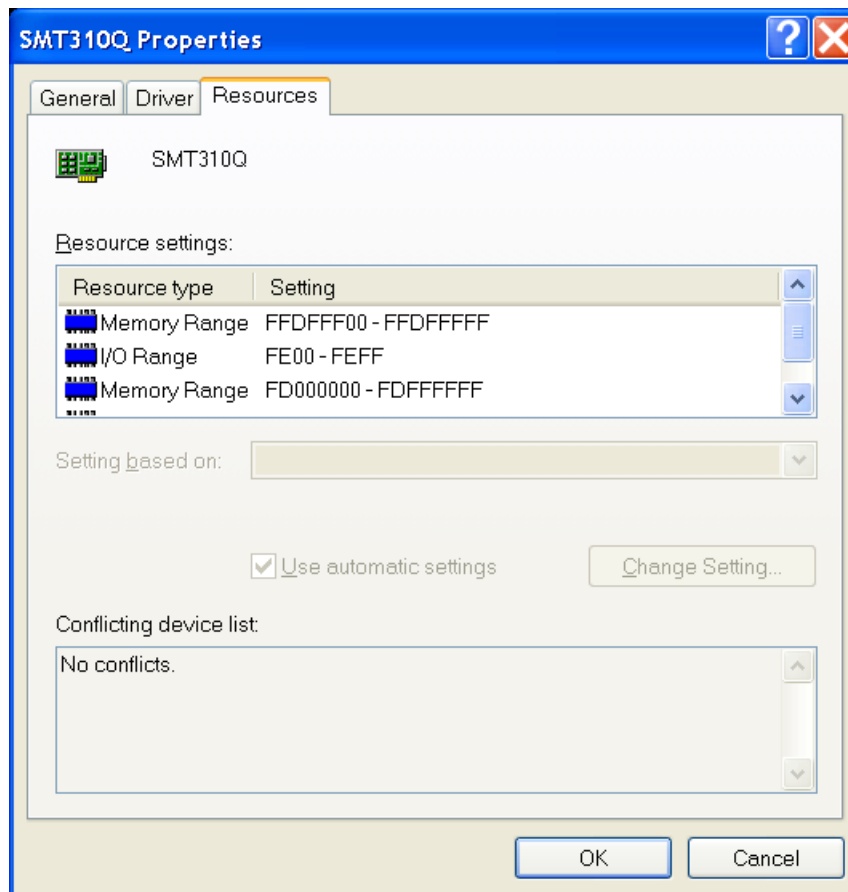 SMT310Q Properties
General Driver Resources
SMT310Q
Resource settings:
Resource type Setting
Memory Range FFDFFF00 - FFDFFFFF
I/O Range FE00 - FEFF
Memory Range FD000000 - FDFFFFFF
Setting based on:
Use automatic settings Change Setting...
Conflicting device list:
No conflicts.
OK Cancel